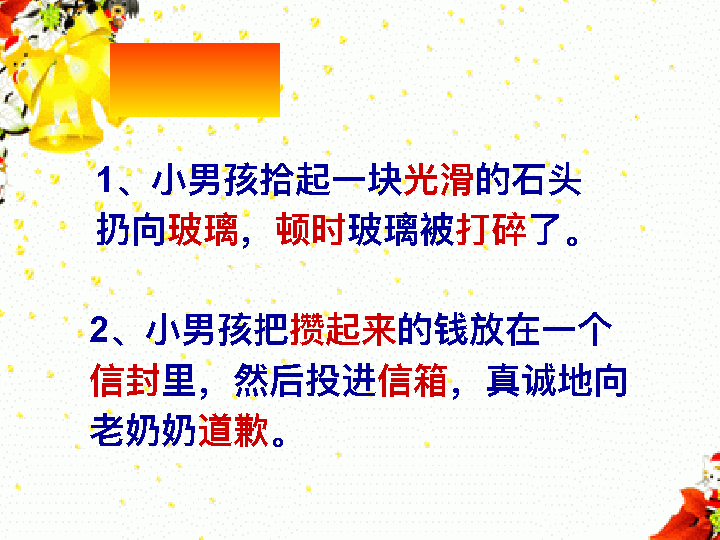 1、小男孩拾起一块光滑的石头
扔向玻璃，顿时玻璃被打碎了。
2、小男孩把攒起来的钱放在一个
信封里，然后投进信箱，真诚地向
老奶奶道歉。